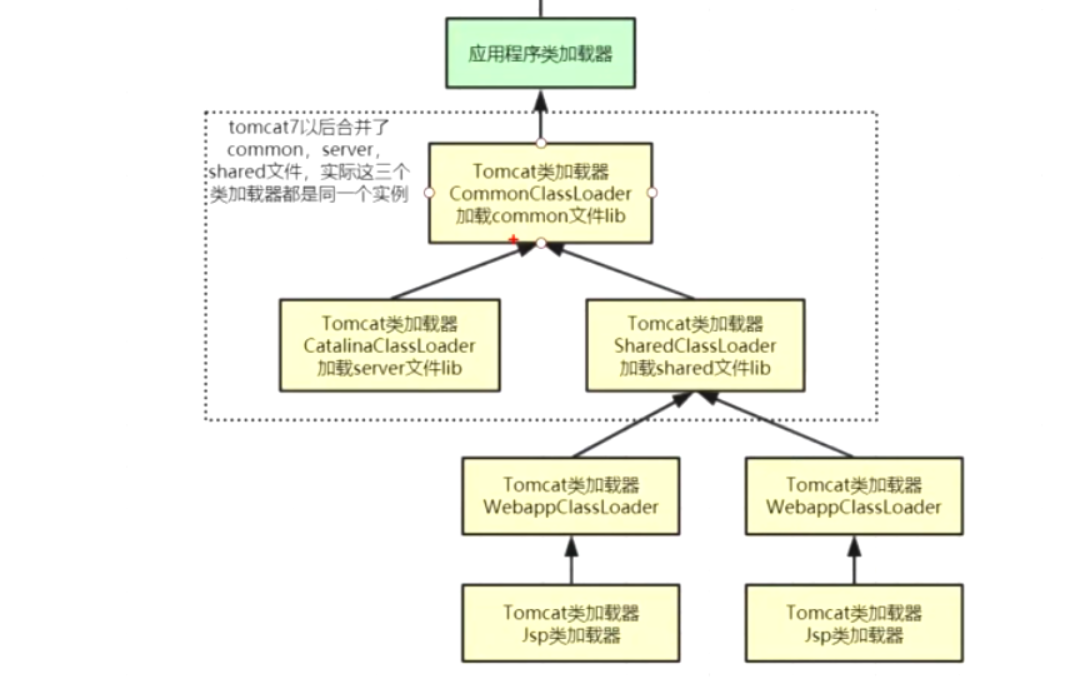 应用程序类加载器
tomcat7以后合并了
common，server，
shared文件，实际这三个
类加载器都是同一个实例
Tomcat类加载器
CommonClassLoader
加载common文件lib
Tomcat类加载器
CatalinaClassLoader
加载server文件lib
Tomcat类加载器
SharedClassLoader
加载shared文件lib
Tomcat类加载器
WebappClassLoader
Tomcat类加载器
WebappClassLoader
Tomcat类加载器
Jsp类加载器
Tomcat类加载器
Jsp类加载器